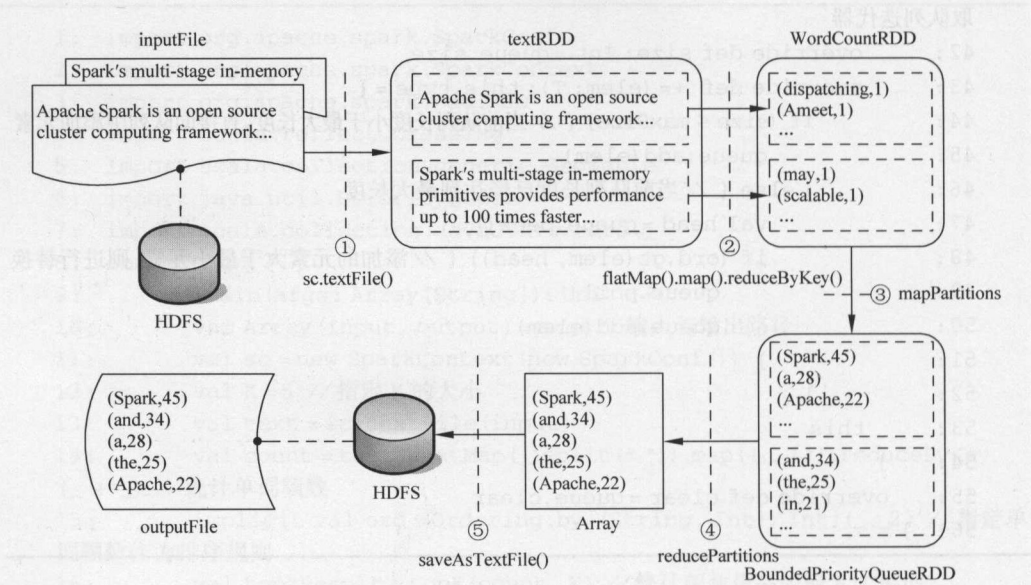 inputFile
textRDD
WordCountRDD
Spark's multi-stage in-memory
Apache Spark is an open source
cluster computing framework...
Apache Spark is an open source
cluster computing framework...
Spark's multi-stage in-memory
primitives provides performance
up to 100 times faster...
(dispatching,1)
(Ameet,1)
...
(may,1)
(scalable,1)
...
①
sc.textFile()
②
flatMap().map().reduceByKey()
HDFS
③ mapPartitions
(Spark,45)
(a,28)
(Apache,22)
...
(and,34)
(the,25)
(in,21)
...
BoundedPriorityQueueRDD
④
reducePartitions
(Spark,45)
(and,34)
(a,28)
(the,25)
(Apache,22)
Array
⑤
saveAsTextFile()
HDFS
(Spark,45)
(and,34)
(a,28)
(the,25)
(Apache,22)
outputFile